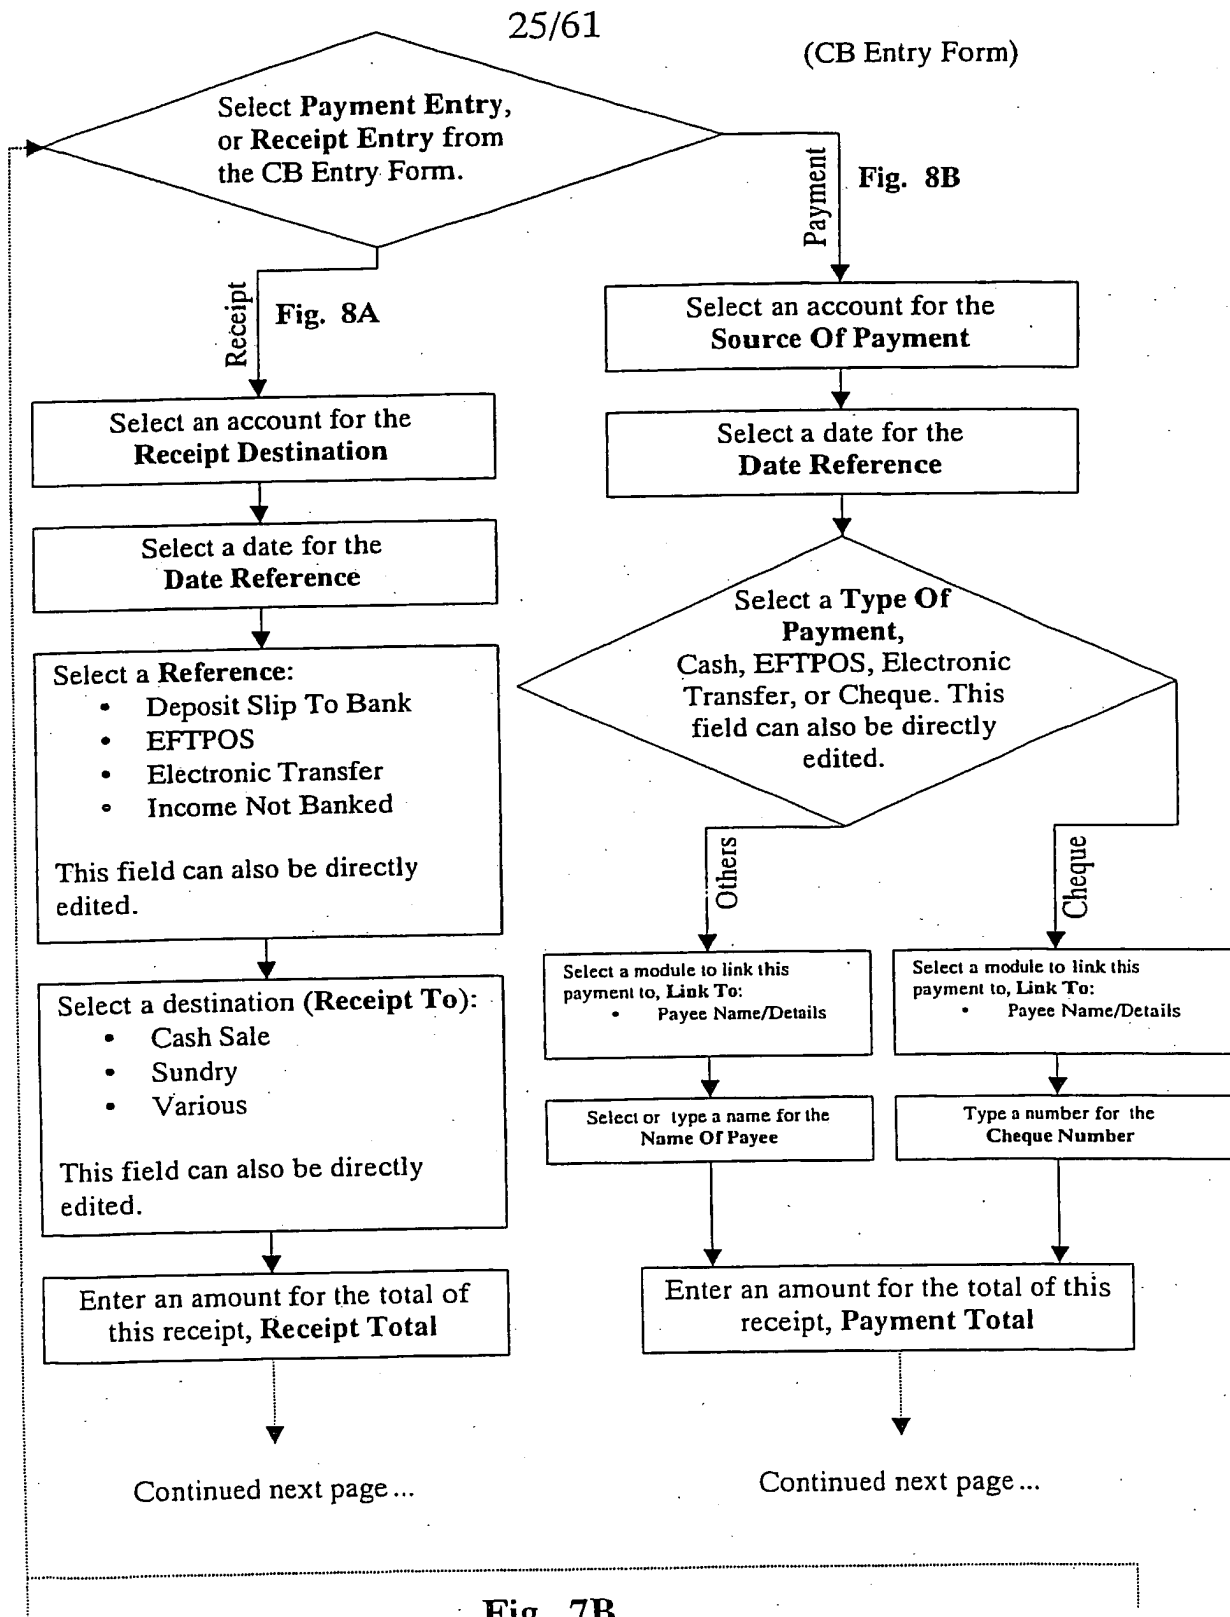 25/61
(CB Entry Form)
Select Payment Entry,
or Receipt Entry from
the CB Entry Form.
Payment
Fig. 8B
Receipt
Fig. 8A
Select an account for the
Source Of Payment
Select an account for the
Receipt Destination
Select a date for the
Date Reference
Select a date for the
Date Reference
Select a Type Of
Payment,
Cash, EFTPOS, Electronic
Transfer, or Cheque. This
field can also be directly
edited.
Select a Reference:
• Deposit Slip To Bank
• EFTPOS
• Electronic Transfer
• Income Not Banked
This field can also be directly
edited.
Others
Cheque
Select a module to link this
payment to, Link To:
• Payee Name/Details
Select a module to link this
payment to, Link To:
• Payee Name/Details
Select a destination (Receipt To):
• Cash Sale
• Sundry
• Various
This field can also be directly
edited.
Select or type a name for the
Name Of Payee
Type a number for the
Cheque Number
Enter an amount for the total of
this receipt, Receipt Total
Enter an amount for the total of this
receipt, Payment Total
Continued next page...
Continued next page...
Fig. 7B